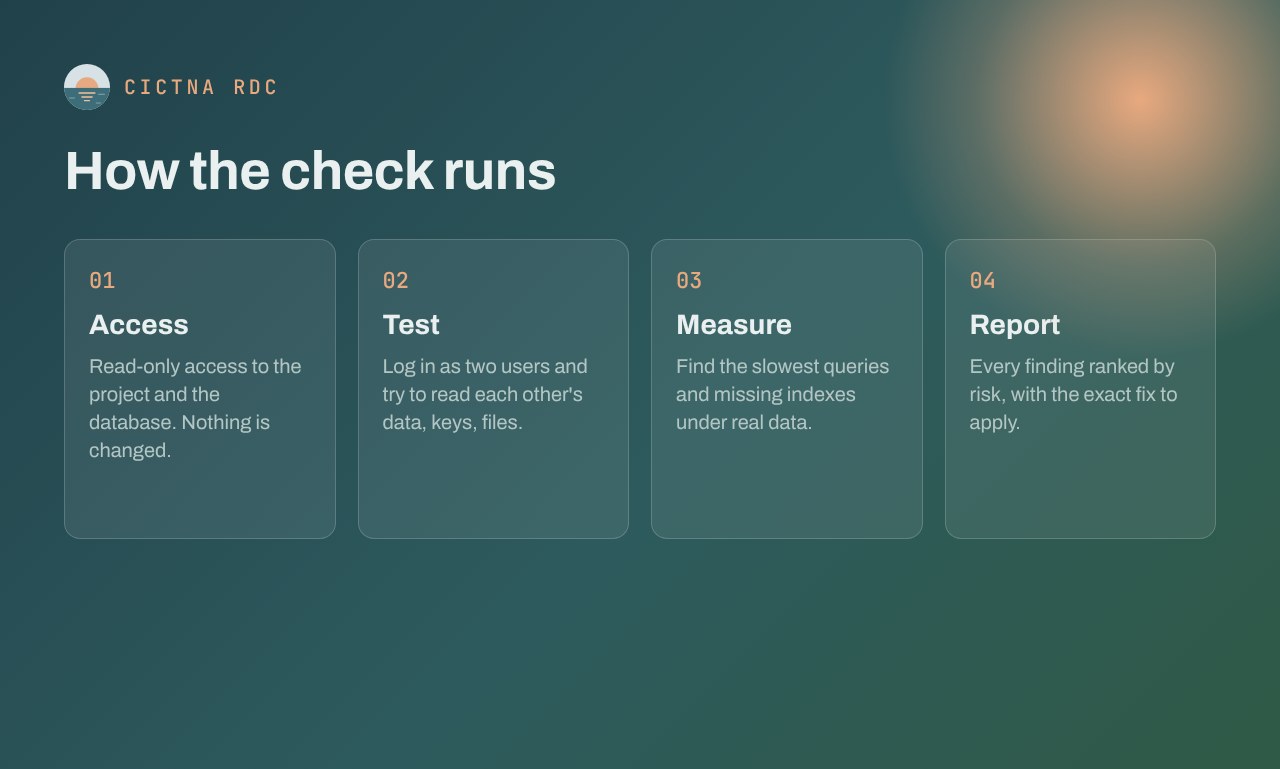 CICTNA RDC
How the check runs
01
Access
Read-only access to the
project and the
database. Nothing is
changed.
02
Test
Log in as two users and
try to read each other's
data, keys, files.
03
Measure
Find the slowest queries
and missing indexes
under real data.
04
Report
Every finding ranked by
risk, with the exact fix to
apply.